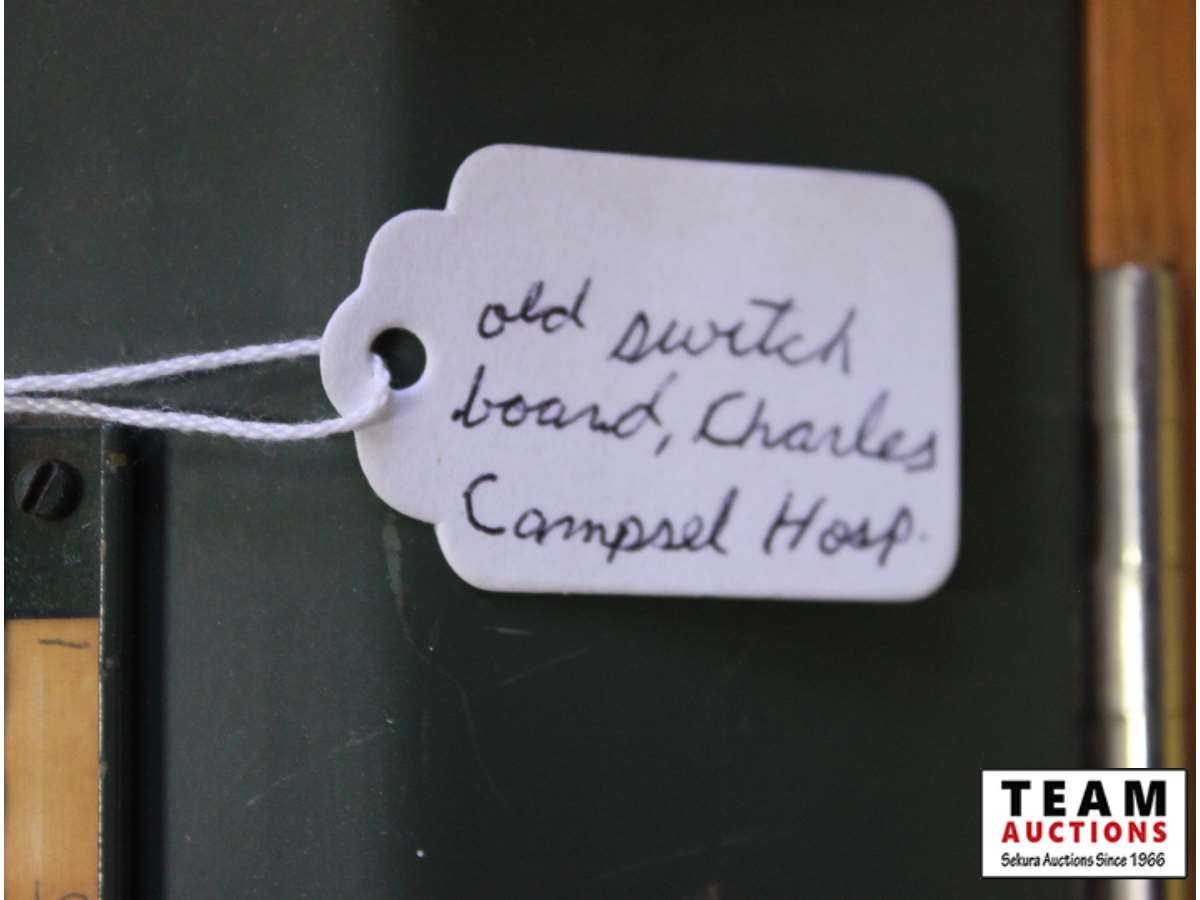 old switch
board, Charles
Campsel Hosp.
TEAM
AUCTIONS
Sekura Auctions Since 1966